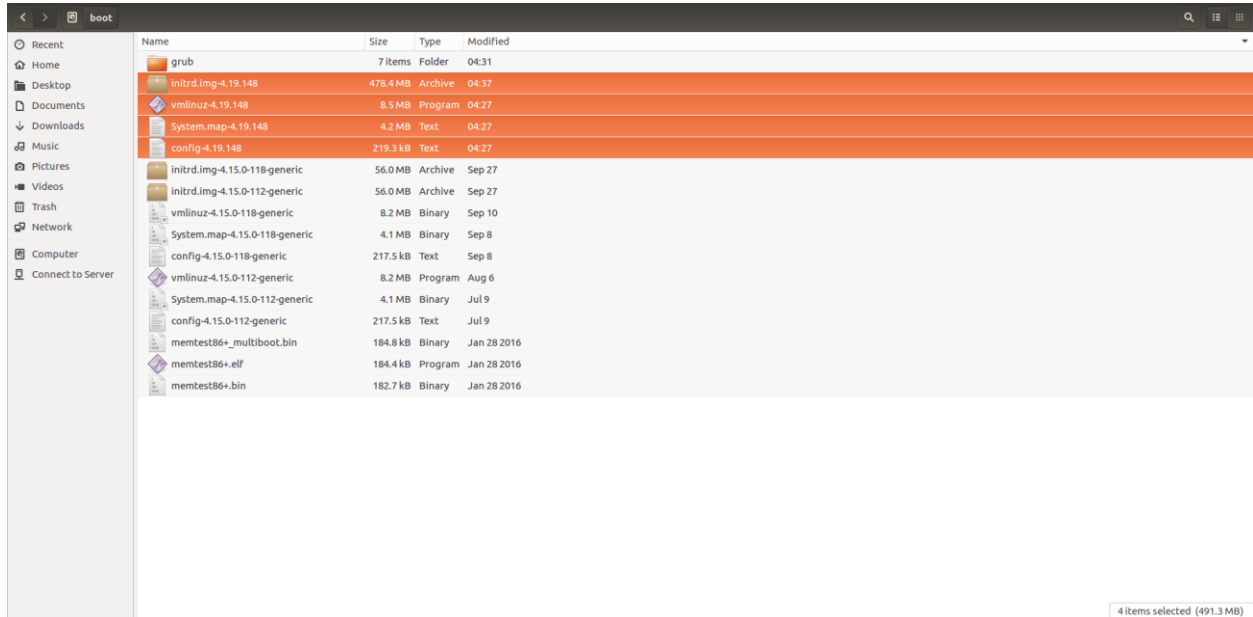 boot
Recent
Home
Desktop
Documents
Downloads
Music
Pictures
Videos
Trash
Network
Computer
Connect to Server
Name Size Type Modified
grub 7 items Folder 04:31
initrd.img-4.19.148 478.4 MB Archive 04:37
vmlinuz-4.19.148 8.5 MB Program 04:27
System.map-4.19.148 4.2 MB Text 04:27
config-4.19.148 219.3 kB Text 04:27
initrd.img-4.15.0-118-generic 56.0 MB Archive Sep 27
initrd.img-4.15.0-112-generic 56.0 MB Archive Sep 27
vmlinuz-4.15.0-118-generic 8.2 MB Binary Sep 10
System.map-4.15.0-118-generic 4.1 MB Binary Sep 8
config-4.15.0-118-generic 217.5 kB Text Sep 8
vmlinuz-4.15.0-112-generic 8.2 MB Program Aug 6
System.map-4.15.0-112-generic 4.1 MB Binary Jul 9
config-4.15.0-112-generic 217.5 kB Text Jul 9
memtest86+_multiboot.bin 184.8 kB Binary Jan 28 2016
memtest86+.elf 184.4 kB Program Jan 28 2016
memtest86+.bin 182.7 kB Binary Jan 28 2016
4 items selected (491.3 MB)